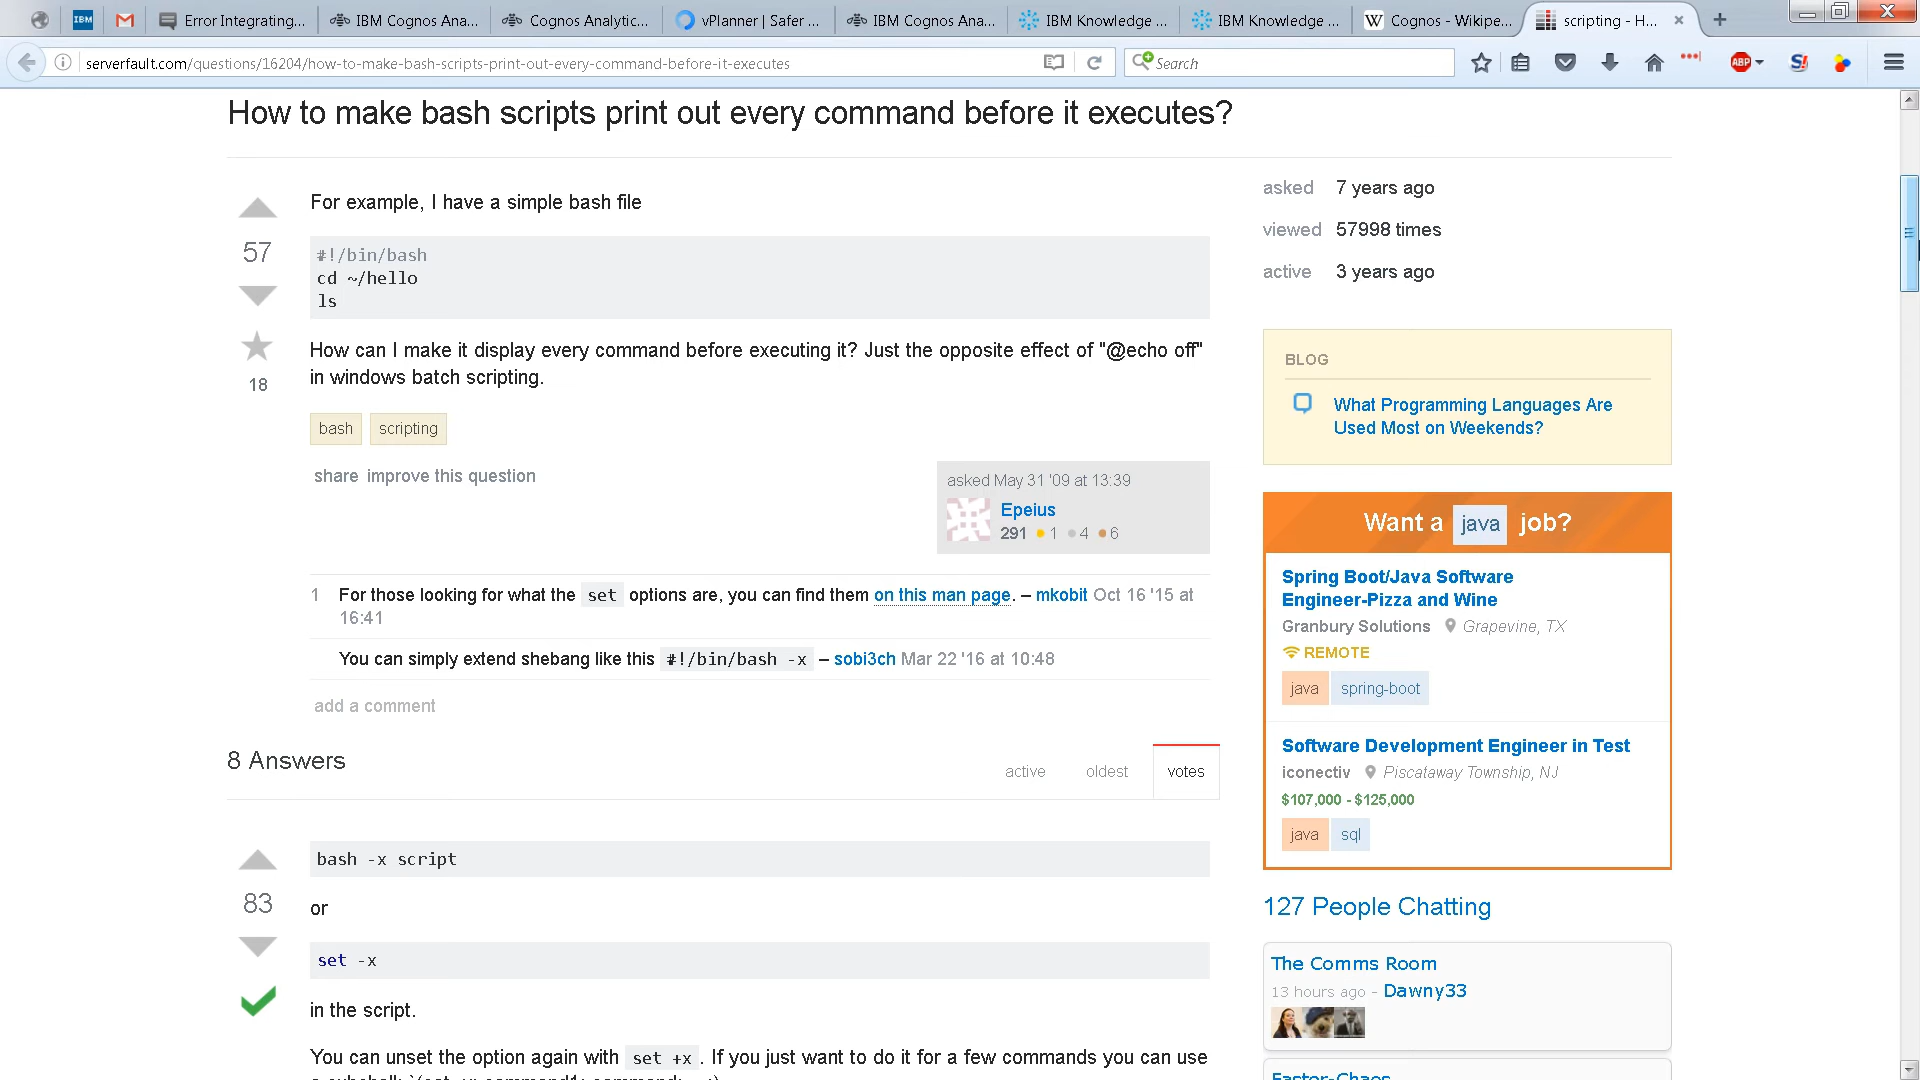 Error Integrating...
IBM Cognos Ana...
Cognos Analytic...
vPlanner | Safer ...
IBM Cognos Ana...
IBM Knowledge ...
IBM Knowledge ...
W Cognos - Wikipe...
scripting - H...
IBM
serverfault.com/questions/16204/how-to-make-bash-scripts-print-out-every-command-before-it-executes
Search
ABP
How to make bash scripts print out every command before it executes?
57
18
For example, I have a simple bash file
#!/bin/bash
cd ~/hello
ls
How can I make it display every command before executing it? Just the opposite effect of "@echo off"
in windows batch scripting.
bash scripting
share improve this question
asked May 31 '09 at 13:39
Epeius
291 1 4 6
1 For those looking for what the set options are, you can find them on this man page. – mkobit Oct 16 '15 at
16:41
You can simply extend shebang like this #!/bin/bash -x – sobi3ch Mar 22 '16 at 10:48
add a comment
8 Answers
active oldest votes
83
bash -x script
or
set -x
in the script.
You can unset the option again with set +x . If you just want to do it for a few commands you can use
asked 7 years ago
viewed 57998 times
active 3 years ago
BLOG
What Programming Languages Are
Used Most on Weekends?
Want a java job?
Spring Boot/Java Software
Engineer-Pizza and Wine
Granbury Solutions Grapevine, TX
REMOTE
java spring-boot
Software Development Engineer in Test
iconectiv Piscataway Township, NJ
$107,000 - $125,000
java sql
127 People Chatting
The Comms Room
13 hours ago - Dawny33